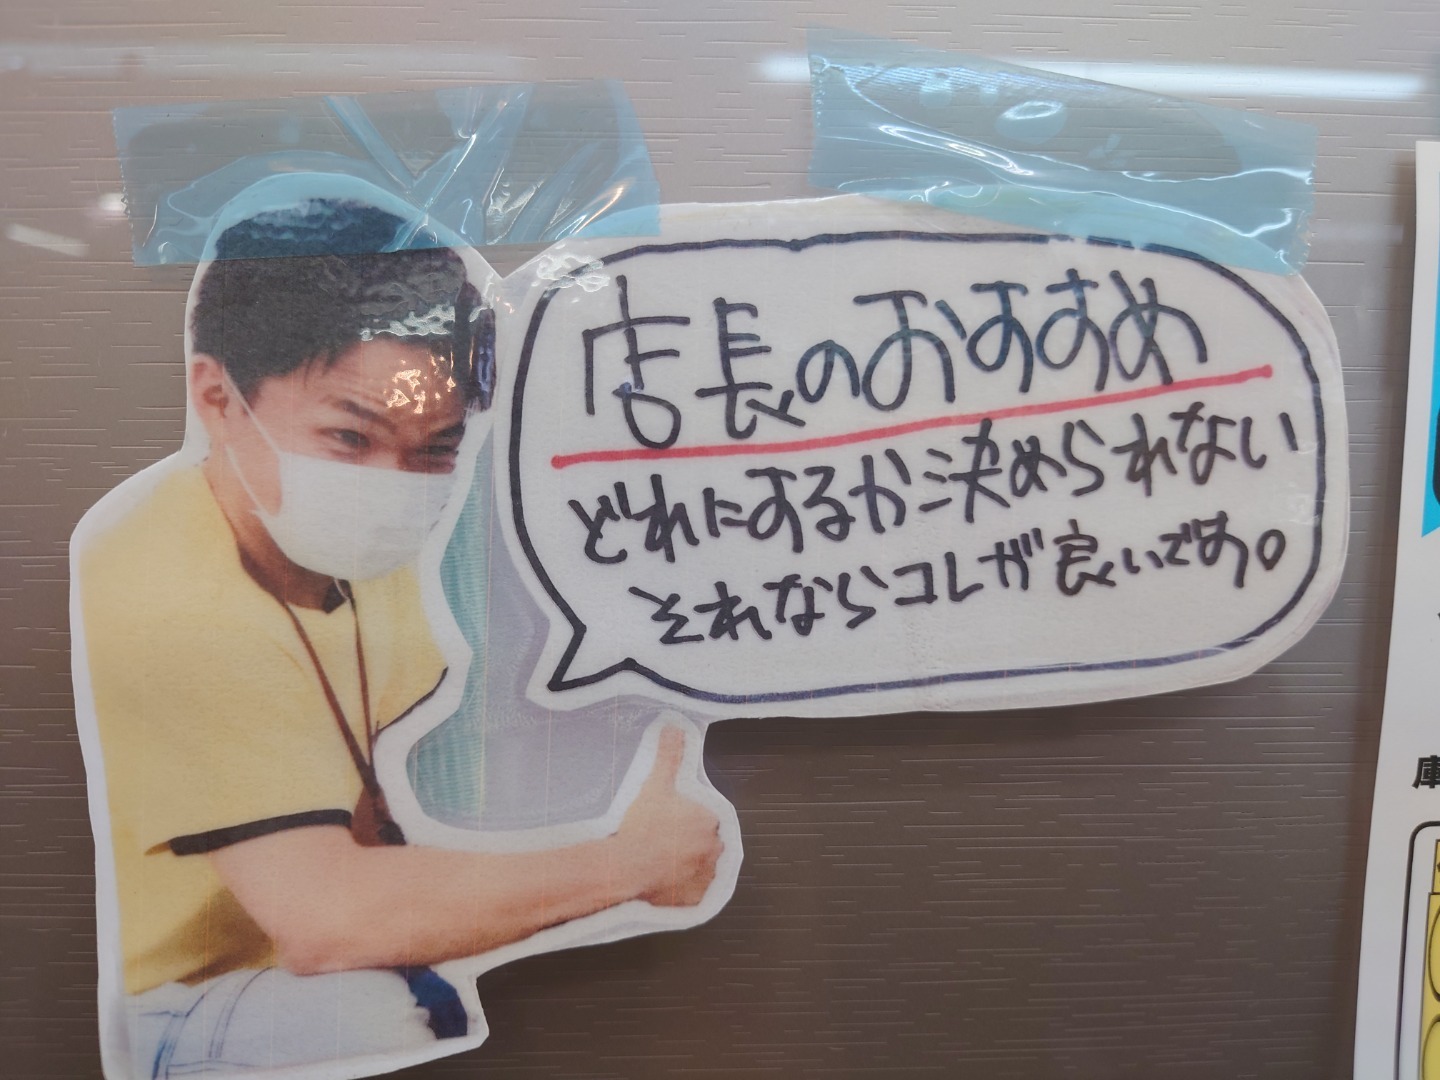 店長のおすすめ
どれにするか決められない
それならコレが良いです。
庫